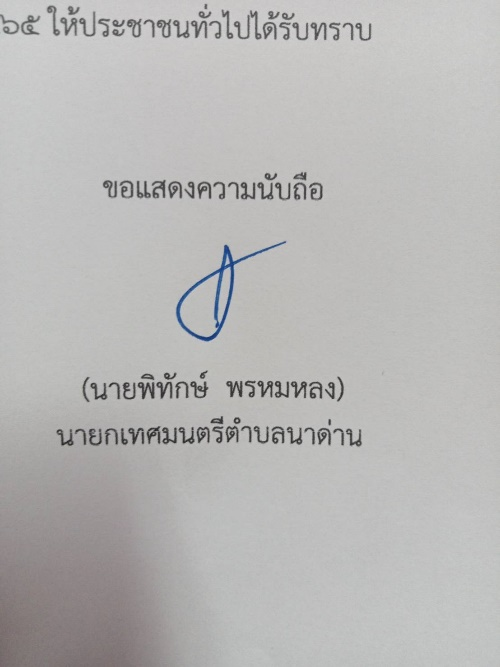 ๖๕ ให้ประชาชนทั่วไปได้รับทราบ
ขอแสดงความนับถือ
(นายพิทักษ์ พรหมหลง)
นายกเทศมนตรีตำบลนาด่าน